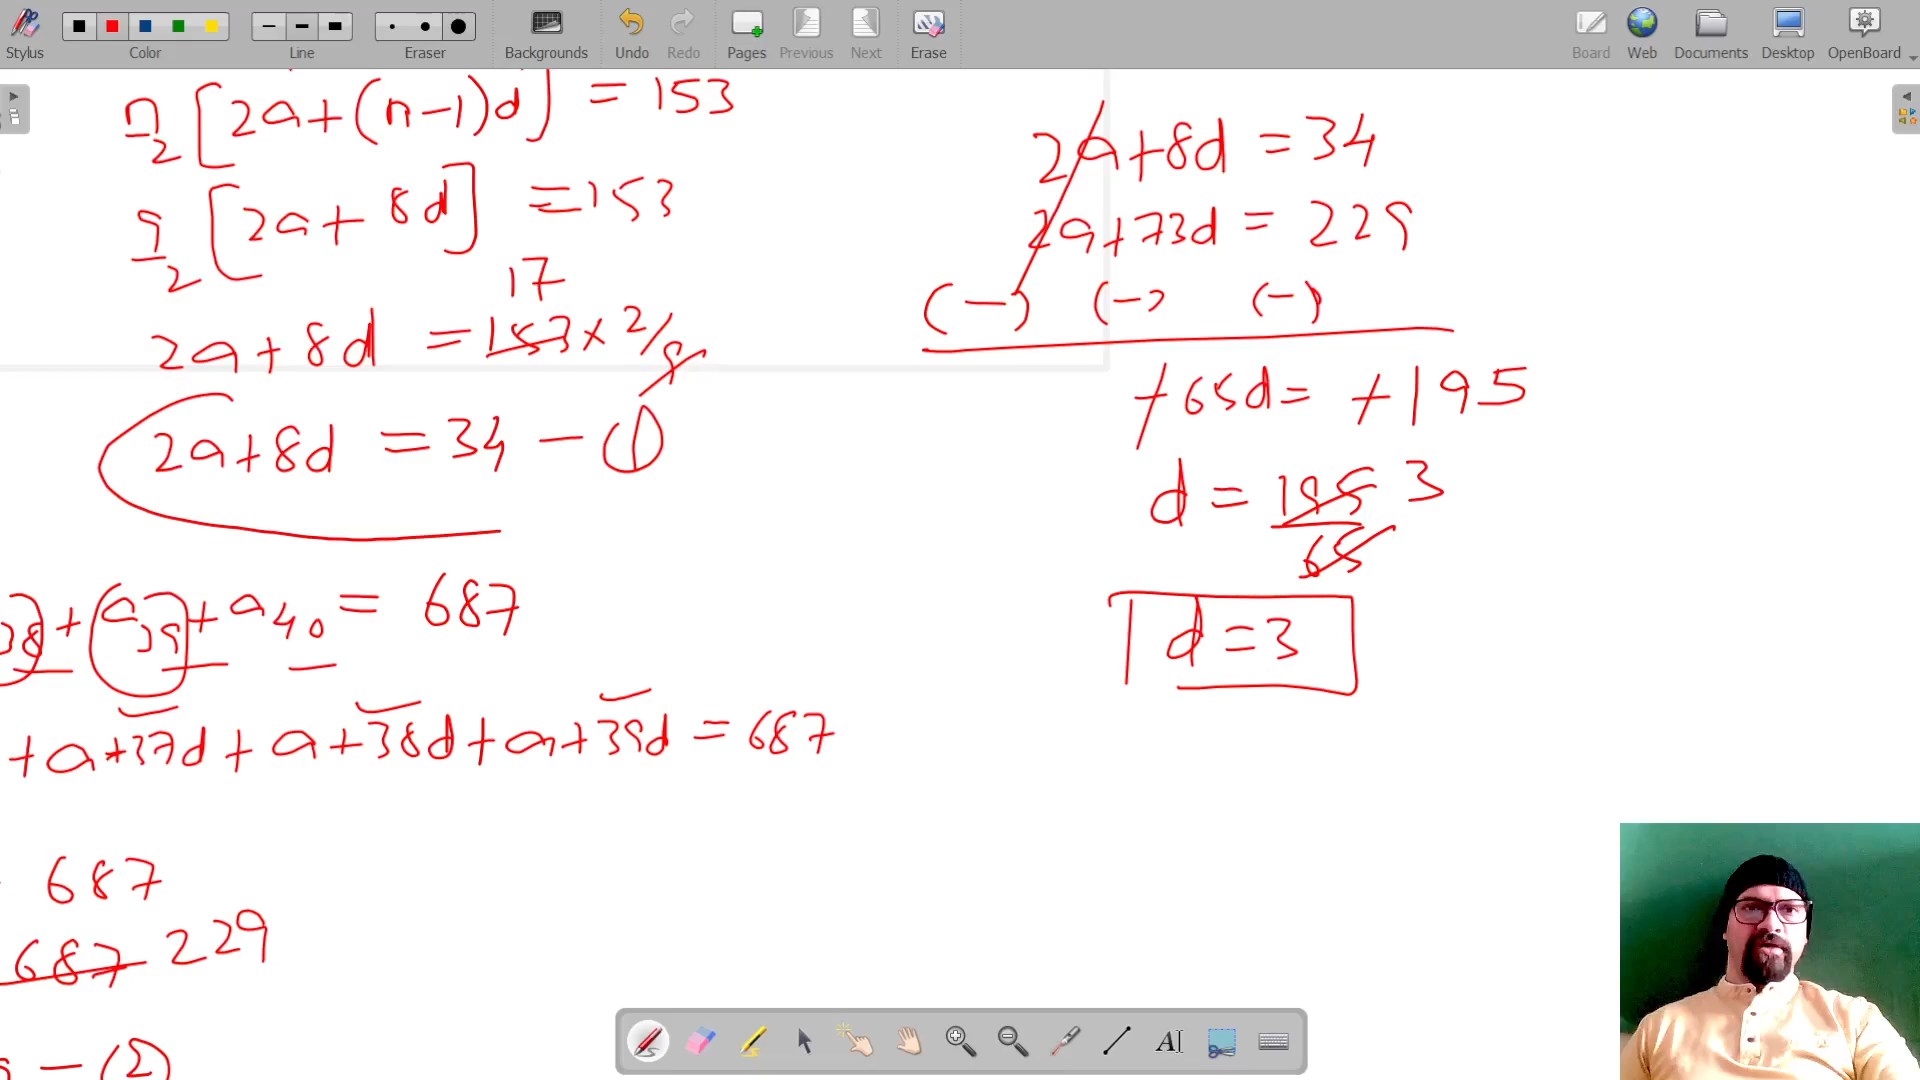 Stylus Color Line Eraser Backgrounds Undo Redo Pages Previous Next Erase Board Web Documents Desktop OpenBoard
n/2 [2a+(n-1)d] = 153
9/2 [2a+8d] = 153
17
2a+8d = 153×2/9
2a+8d = 34 - (1)
38 + a39 + a40 = 687
+a+37d+a+38d+a+39d = 687
687
687 229
- (2)
2a+8d = 34
2a+73d = 229
(-) (-) (-)
+65d = +195
d = 195 3
65
d = 3
AI